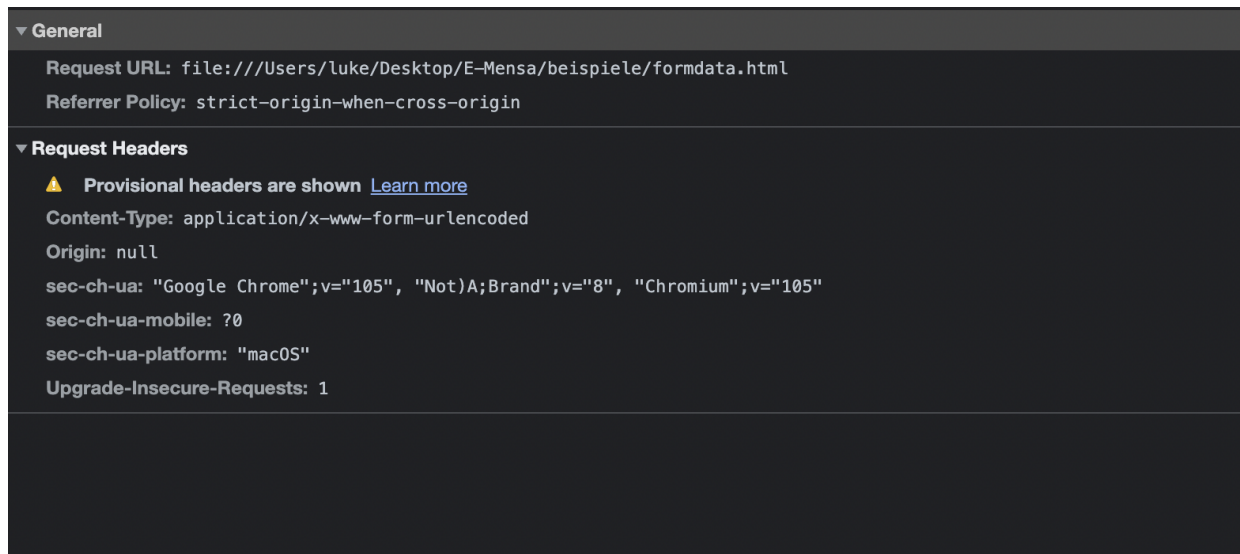 General
Request URL: file:///Users/luke/Desktop/E-Mensa/beispiele/formdata.html
Referrer Policy: strict-origin-when-cross-origin
Request Headers
Provisional headers are shown Learn more
Content-Type: application/x-www-form-urlencoded
Origin: null
sec-ch-ua: "Google Chrome";v="105", "Not)A;Brand";v="8", "Chromium";v="105"
sec-ch-ua-mobile: ?0
sec-ch-ua-platform: "macOS"
Upgrade-Insecure-Requests: 1